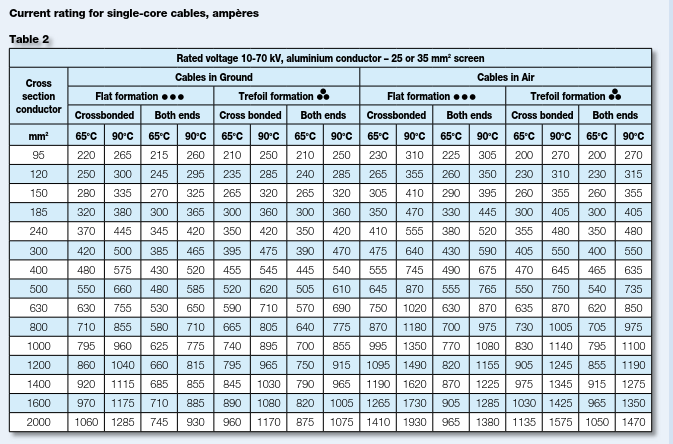 Current rating for single-core cables, ampères
Table 2
Rated voltage 10-70 kV, aluminium conductor – 25 or 35 mm² screen
Cross section conductor Cables in Ground Cables in Air
Flat formation ●●● Trefoil formation Flat formation ●●● Trefoil formation
Crossbonded Both ends Cross bonded Both ends Crossbonded Both ends Crossbonded Both ends
mm² 65°C 90°C 65°C 90°C 65°C 90°C 65°C 90°C 65°C 90°C 65°C 90°C 65°C 90°C 65°C 90°C
95 220 265 215 260 210 250 210 250 230 310 225 305 200 270 200 270
120 250 300 245 295 235 285 240 285 265 355 260 350 230 310 230 315
150 280 335 270 325 265 320 265 320 305 410 290 395 260 355 260 355
185 320 380 300 365 300 360 300 360 350 470 330 445 300 405 300 405
240 370 445 345 420 350 420 350 420 410 555 380 520 355 480 350 480
300 420 500 385 465 395 475 390 470 475 640 430 590 405 550 400 550
400 480 575 430 520 455 545 445 540 555 745 490 675 470 645 465 635
500 550 660 480 585 520 620 505 610 645 870 555 765 550 750 540 735
630 630 755 530 650 590 710 570 690 750 1020 630 870 635 870 620 850
800 710 855 580 710 665 805 640 775 870 1180 700 975 730 1005 705 975
1000 795 960 625 775 740 895 700 855 995 1350 770 1080 830 1140 795 1100
1200 860 1040 660 815 795 965 750 915 1095 1490 820 1155 905 1245 855 1190
1400 920 1115 685 855 845 1030 790 965 1190 1620 870 1225 975 1345 915 1275
1600 970 1175 710 885 890 1080 820 1005 1265 1730 905 1285 1030 1425 965 1350
2000 1060 1285 745 930 960 1170 875 1075 1410 1930 965 1380 1135 1575 1050 1470